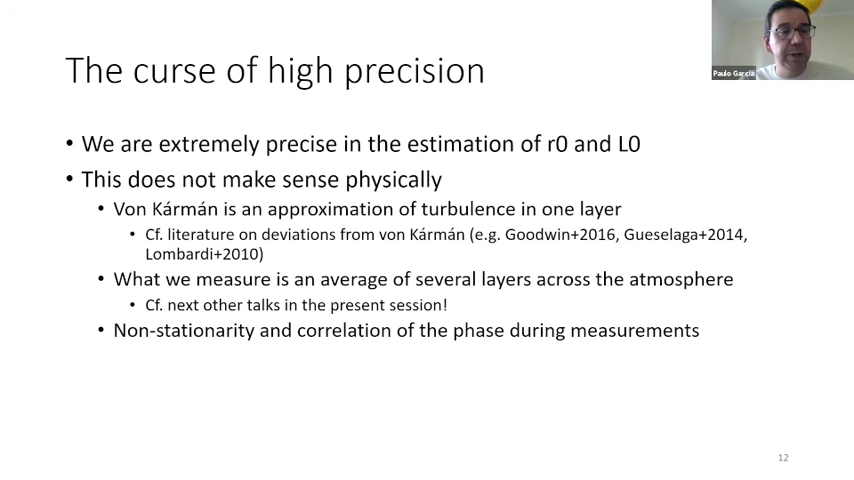 The curse of high precision
Paulo Garcia
• We are extremely precise in the estimation of r0 and L0
• This does not make sense physically
• Von Kármán is an approximation of turbulence in one layer
• Cf. literature on deviations from von Kármán (e.g. Goodwin+2016, Gueselaga+2014,
Lombardi+2010)
• What we measure is an average of several layers across the atmosphere
• Cf. next other talks in the present session!
• Non-stationarity and correlation of the phase during measurements
12